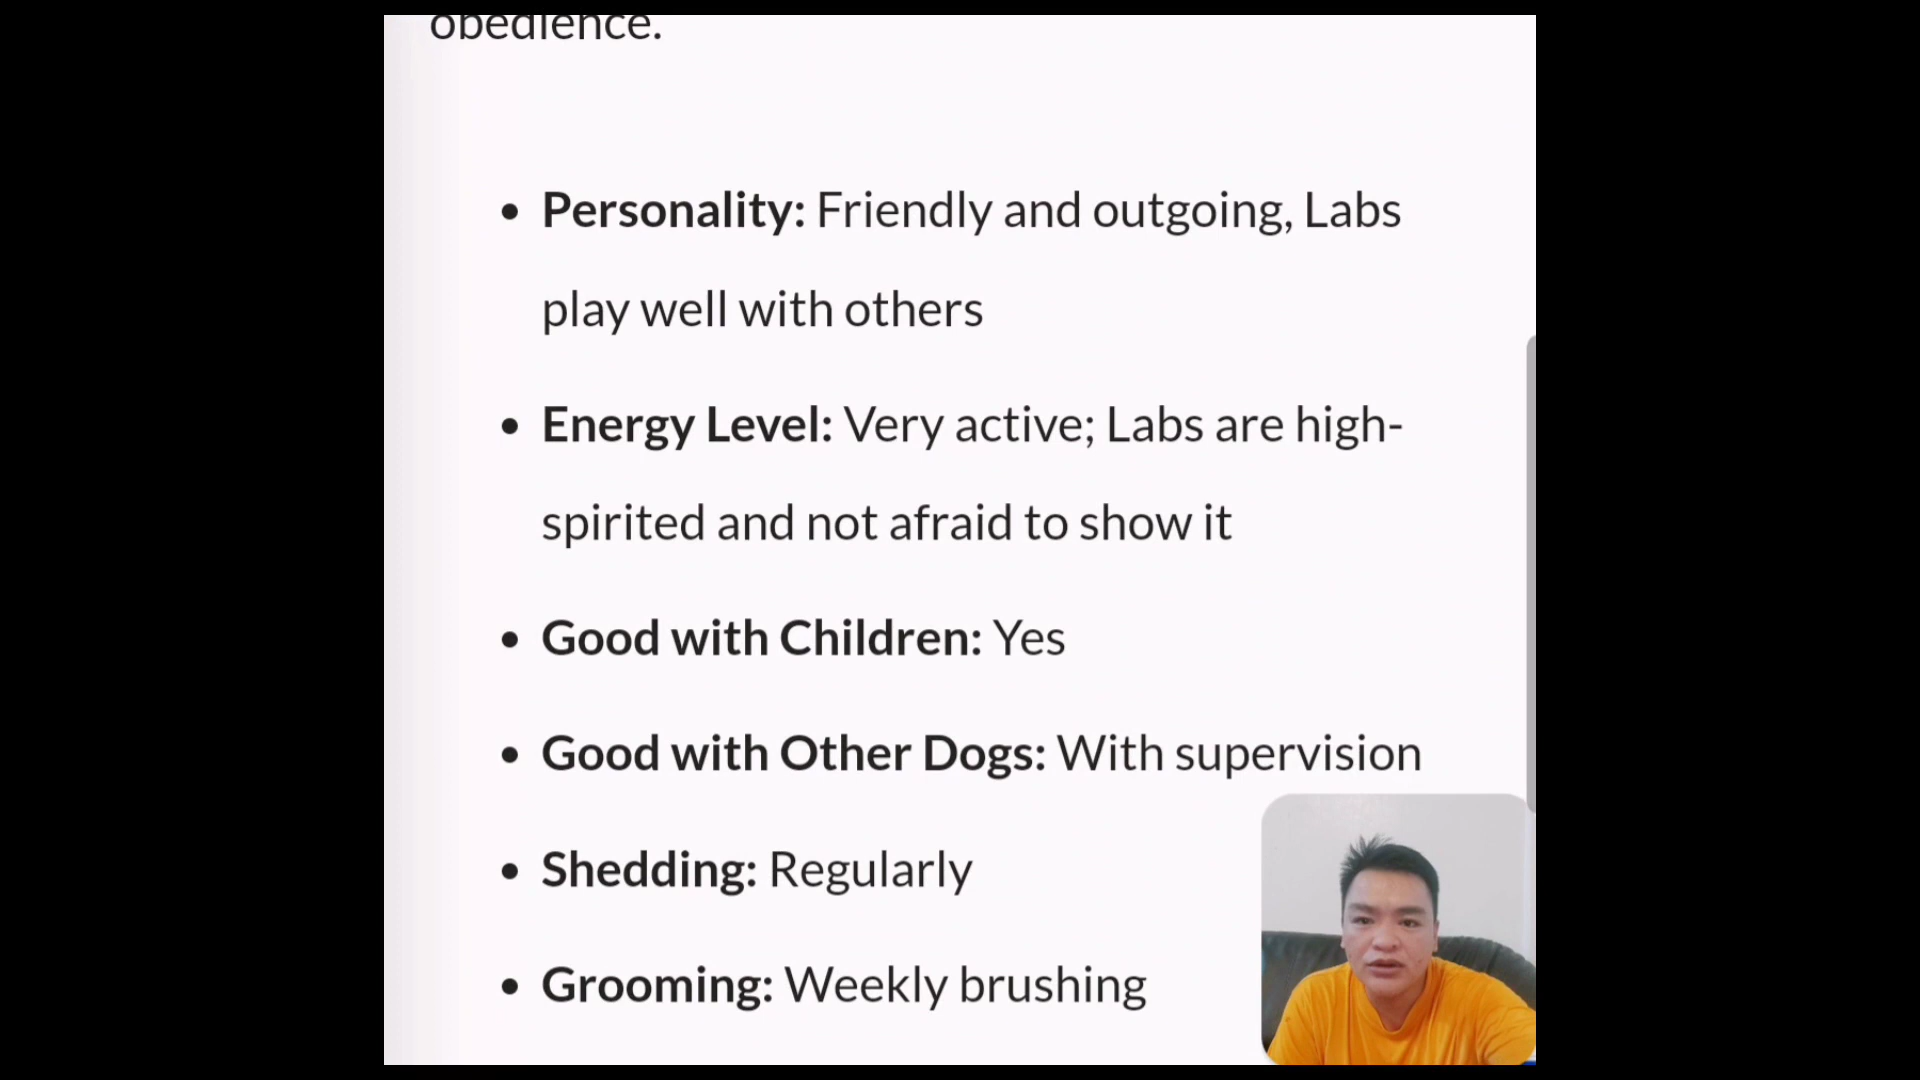 obedience.
• Personality: Friendly and outgoing, Labs
play well with others
• Energy Level: Very active; Labs are high-
spirited and not afraid to show it
• Good with Children: Yes
• Good with Other Dogs: With supervision
• Shedding: Regularly
• Grooming: Weekly brushing